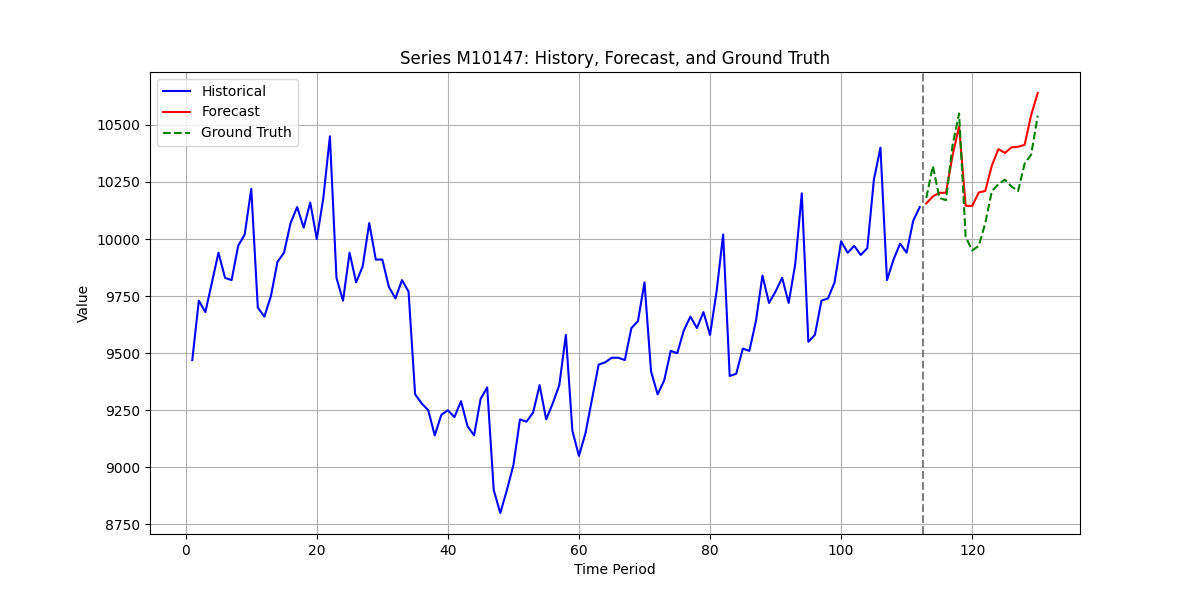 Series M10147: History, Forecast, and Ground Truth
Historical
Forecast
Ground Truth
10500
10250
10000
9750
9500
9250
9000
8750
Value
0 20 40 60 80 100 120
Time Period